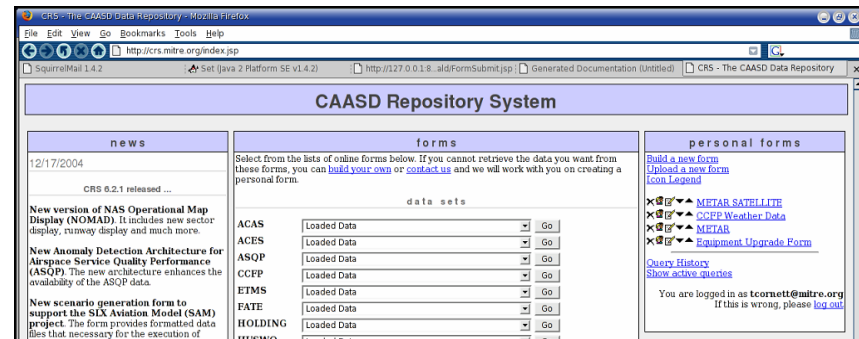 CRS - The CAASD Data Repository - Mozilla Firefox
File Edit View Go Bookmarks Tools Help
http://crs.mitre.org/index.jsp
G
SquirrelMail 1.4.2
Set (Java 2 Platform SE v1.4.2)
http://127.0.0.1:8...ald/FormSubmit.jsp
Generated Documentation (Untitled)
CRS - The CAASD Data Repository
CAASD Repository System
news
12/17/2004
CRS 6.2.1 released ...
New version of NAS Operational Map
Display (NOMAD). It includes new sector
display, runway display and much more.
New Anomaly Detection Architecture for
Airspace Service Quality Performance
(ASQP). The new architecture enhances the
availability of the ASQP data.
New scenario generation form to
support the SLX Aviation Model (SAM)
project. The form provides formatted data
files that necessary for the execution of
forms
Select from the lists of online forms below. If you cannot retrieve the data you want from
these forms, you can build your own or contact us and we will work with you on creating a
personal form.
data sets
ACAS Loaded Data Go
ACES Loaded Data Go
ASQP Loaded Data Go
CCFP Loaded Data Go
ETMS Loaded Data Go
FATE Loaded Data Go
HOLDING Loaded Data Go
personal forms
Build a new form
Upload a new form
Icon Legend
METAR SATELLITE
CCFP Weather Data
METAR
Equipment Upgrade Form
Query History
Show active queries
You are logged in as tcornett@mitre.org
If this is wrong, please log out